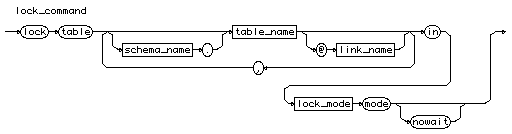 lock_command
lock table schema_name . table_name @ link_name in
,
lock_mode mode
nowait